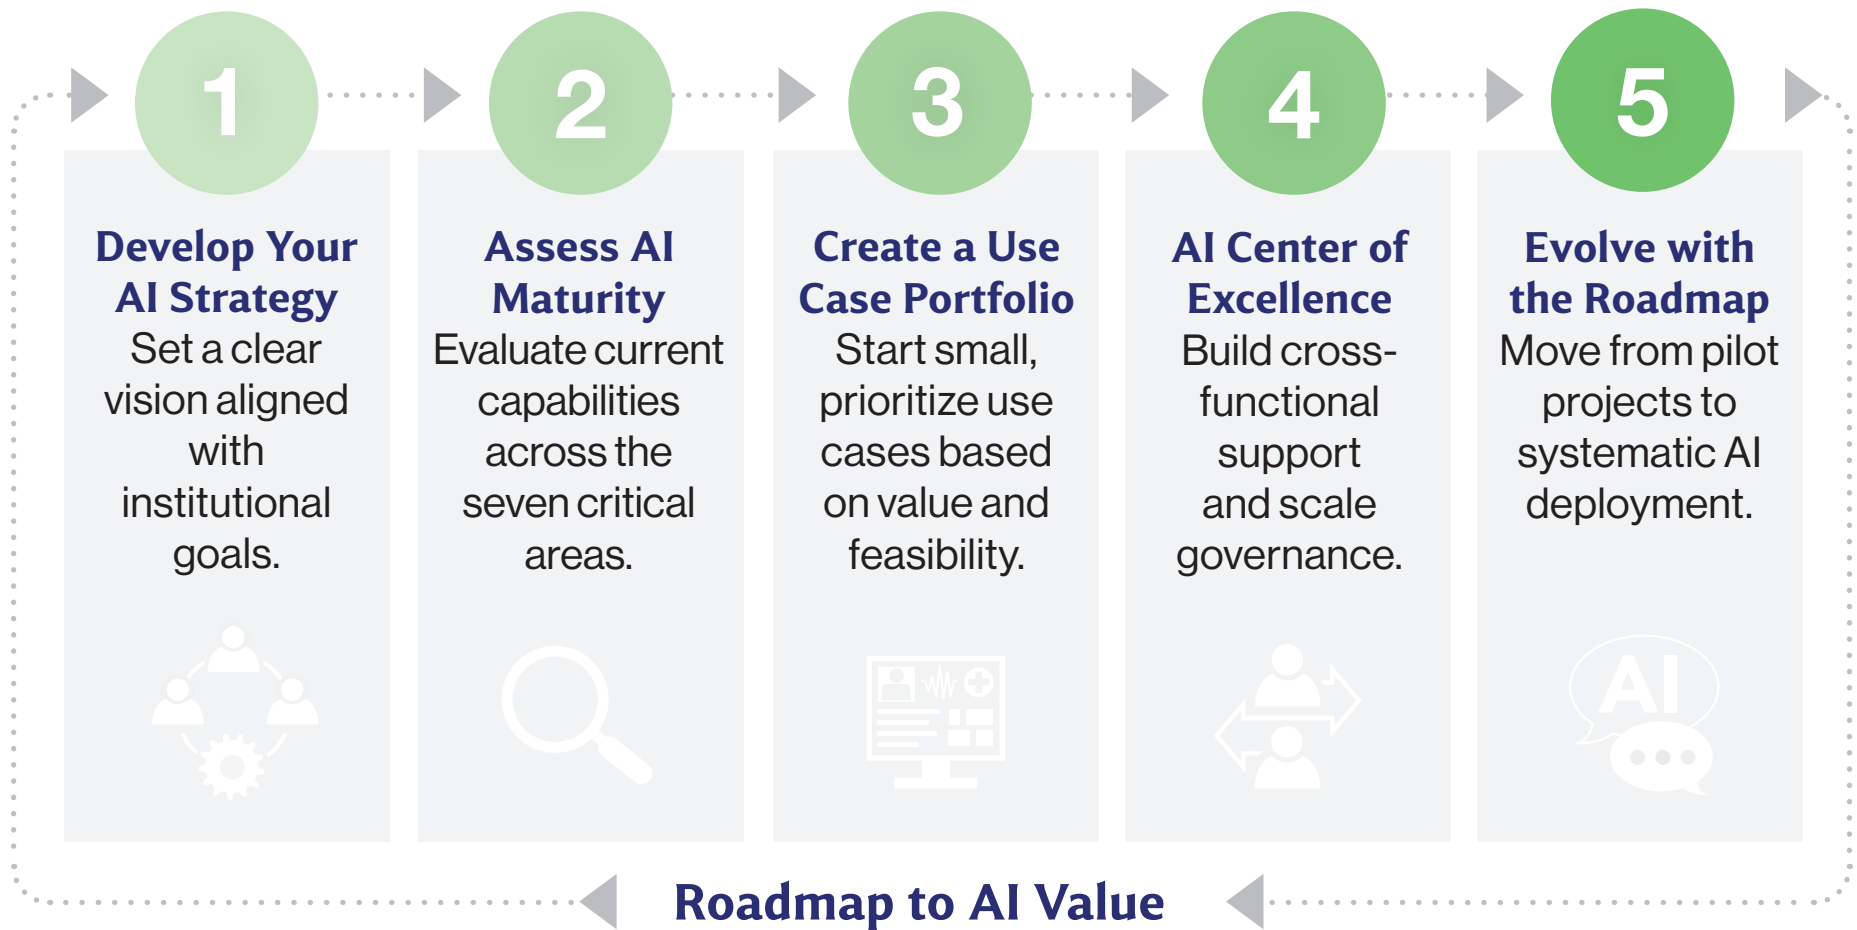 1
Develop Your
AI Strategy
Set a clear
vision aligned
with
institutional
goals.
2
Assess AI
Maturity
Evaluate current
capabilities
across the
seven critical
areas.
3
Create a Use
Case Portfolio
Start small,
prioritize use
cases based
on value and
feasibility.
4
AI Center of
Excellence
Build cross-
functional
support
and scale
governance.
5
Evolve with
the Roadmap
Move from pilot
projects to
systematic AI
deployment.
AI
Roadmap to AI Value